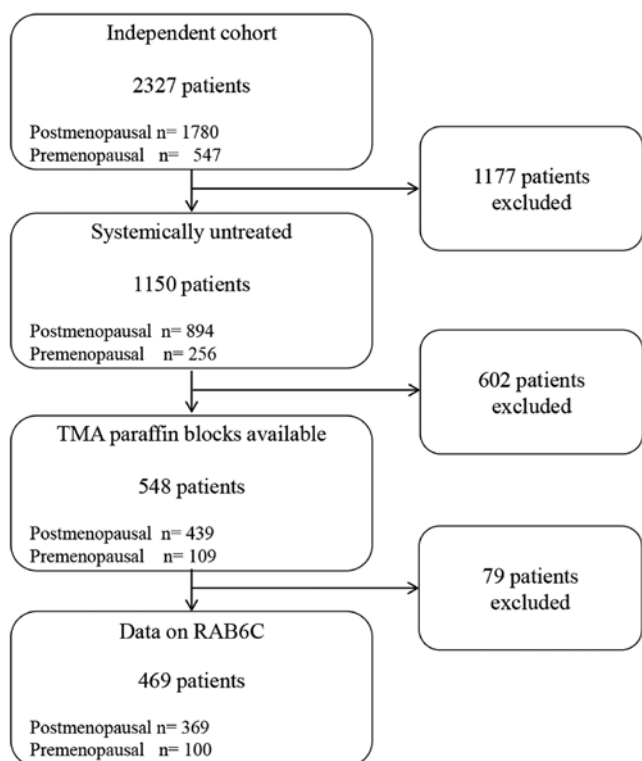 Independent cohort
2327 patients
Postmenopausal n= 1780
Premenopausal n= 547
1177 patients
excluded
Systemically untreated
1150 patients
Postmenopausal n= 894
Premenopausal n= 256
602 patients
excluded
TMA paraffin blocks available
548 patients
Postmenopausal n= 439
Premenopausal n= 109
79 patients
excluded
Data on RAB6C
469 patients
Postmenopausal n= 369
Premenopausal n= 100